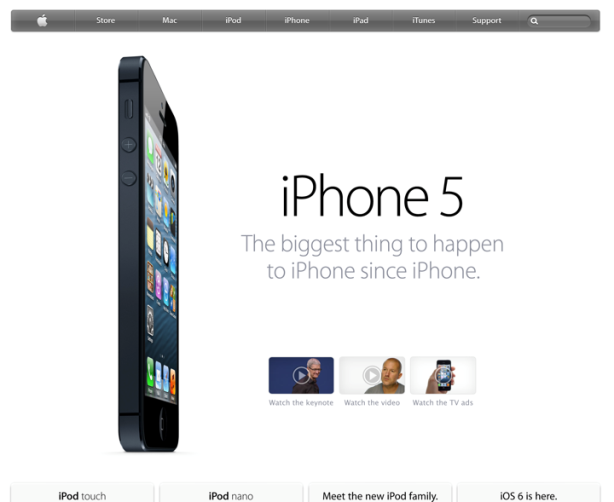 Store Mac iPod iPhone iPad iTunes Support
iPhone 5
The biggest thing to happen
to iPhone since iPhone.
Watch the keynote Watch the video Watch the TV ads
iPod touch iPod nano Meet the new iPod family. iOS 6 is here.